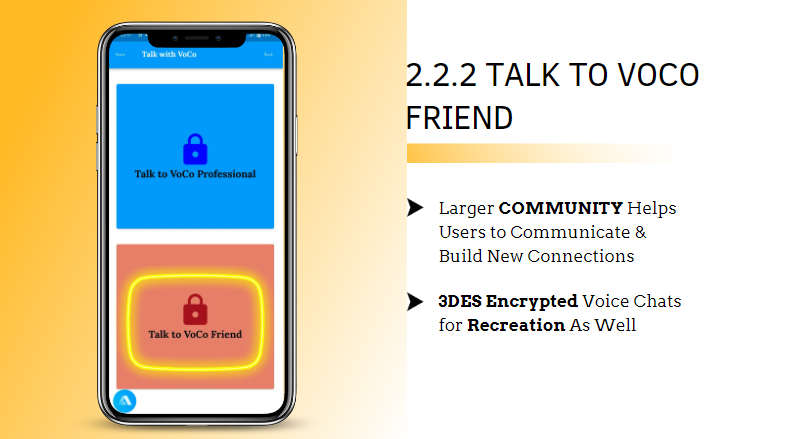 Talk with VoCo
Talk to VoCo Professional
Talk to VoCo Friend
2.2.2 TALK TO VOCO
FRIEND
Larger COMMUNITY Helps
Users to Communicate &
Build New Connections
3DES Encrypted Voice Chats
for Recreation As Well